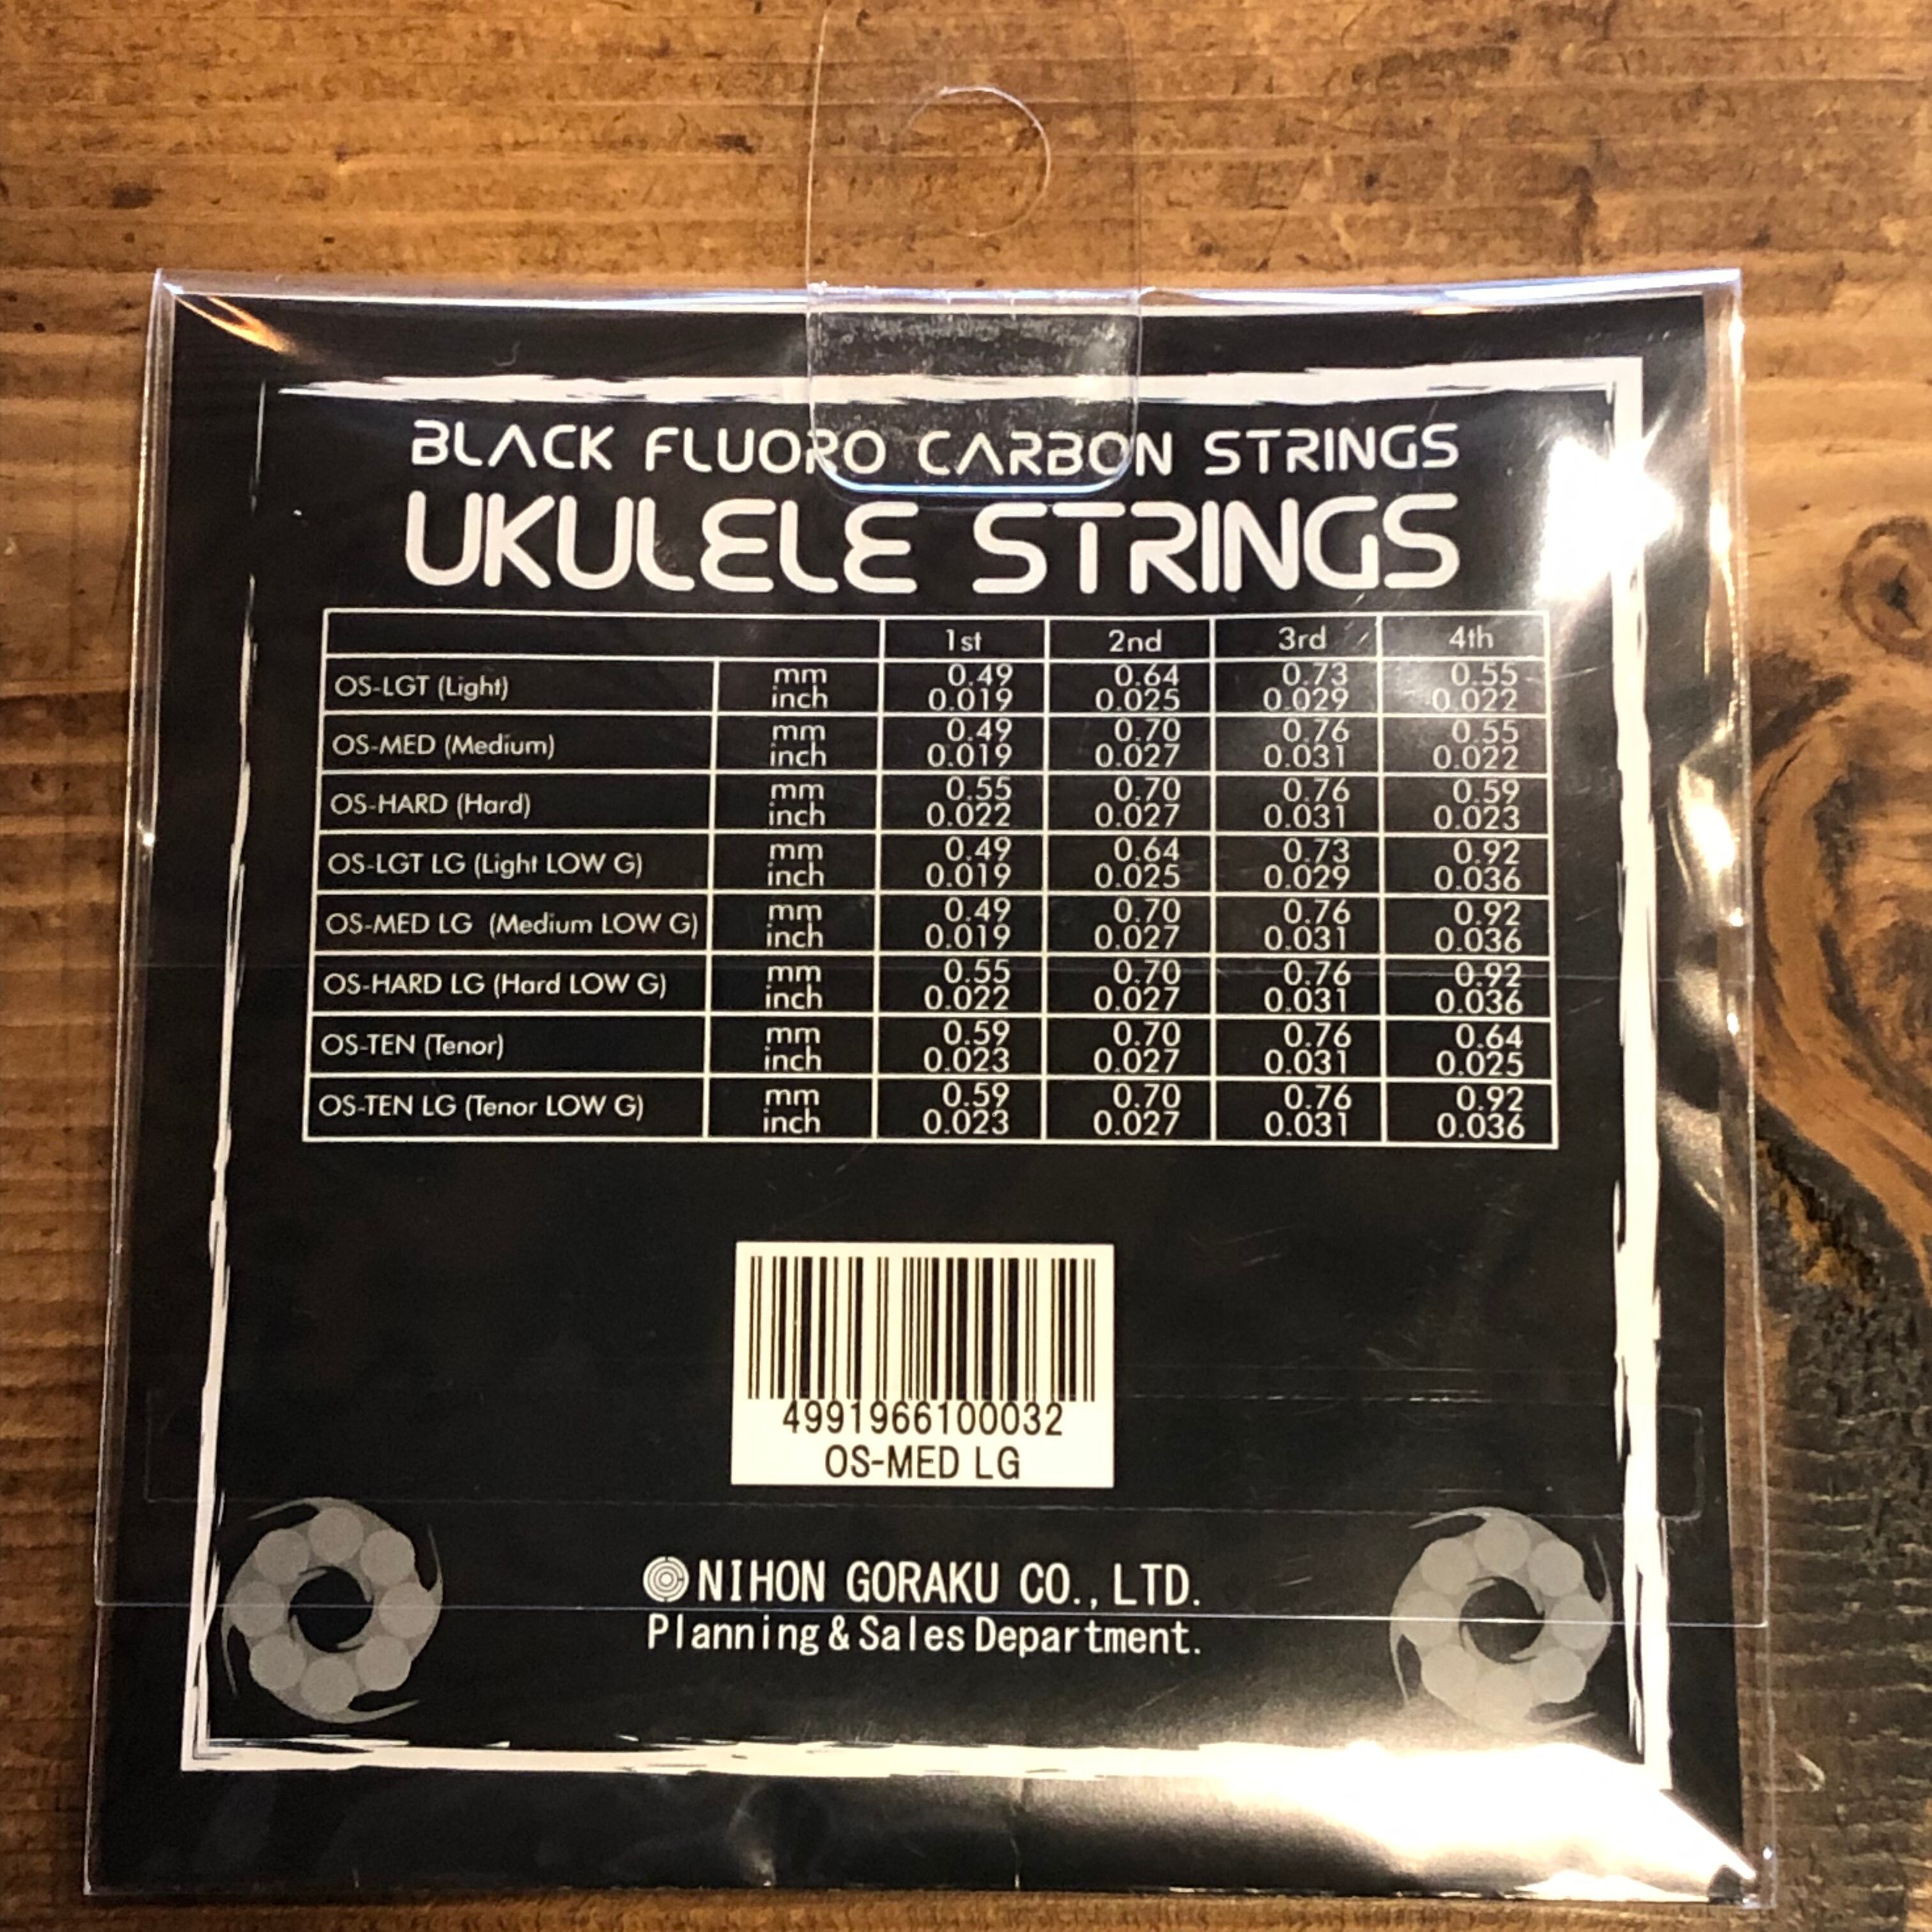 BLACK FLUORO CARBON STRINGS
UKULELE STRINGS
1st 2nd 3rd 4th
OS-LGT (Light) mm 0.49 0.64 0.73 0.55
inch 0.019 0.025 0.029 0.022
OS-MED (Medium) mm 0.49 0.70 0.76 0.55
inch 0.019 0.027 0.031 0.022
OS-HARD (Hard) mm 0.55 0.70 0.76 0.59
inch 0.022 0.027 0.031 0.023
OS-LGT LG (Light LOW G) mm 0.49 0.64 0.73 0.92
inch 0.019 0.025 0.029 0.036
OS-MED LG (Medium LOW G) mm 0.49 0.70 0.76 0.92
inch 0.019 0.027 0.031 0.036
OS-HARD LG (Hard LOW G) mm 0.55 0.70 0.76 0.92
inch 0.022 0.027 0.031 0.036
OS-TEN (Tenor) mm 0.59 0.70 0.76 0.64
inch 0.023 0.027 0.031 0.025
OS-TEN LG (Tenor LOW G) mm 0.59 0.70 0.76 0.92
inch 0.023 0.027 0.031 0.036
4991966100032
OS-MED LG
NIHON GORAKU CO., LTD.
Planning & Sales Department.